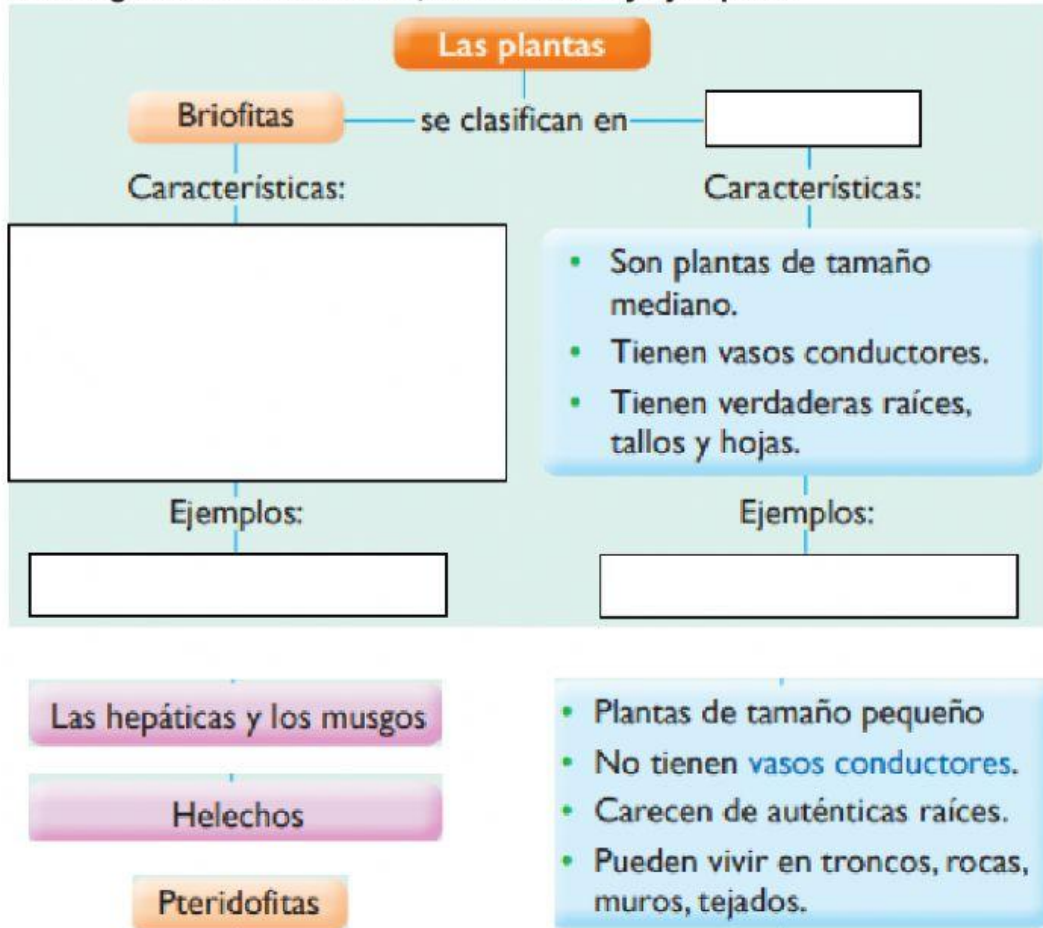 Las plantas
Briofitas
se clasifican en
Características:
Características:
• Son plantas de tamaño
mediano.
• Tienen vasos conductores.
• Tienen verdaderas raíces,
tallos y hojas.
Ejemplos:
Ejemplos:
Las hepáticas y los musgos
Helechos
Pteridofitas
• Plantas de tamaño pequeño
• No tienen vasos conductores.
• Carecen de auténticas raíces.
• Pueden vivir en troncos, rocas,
muros, tejados.